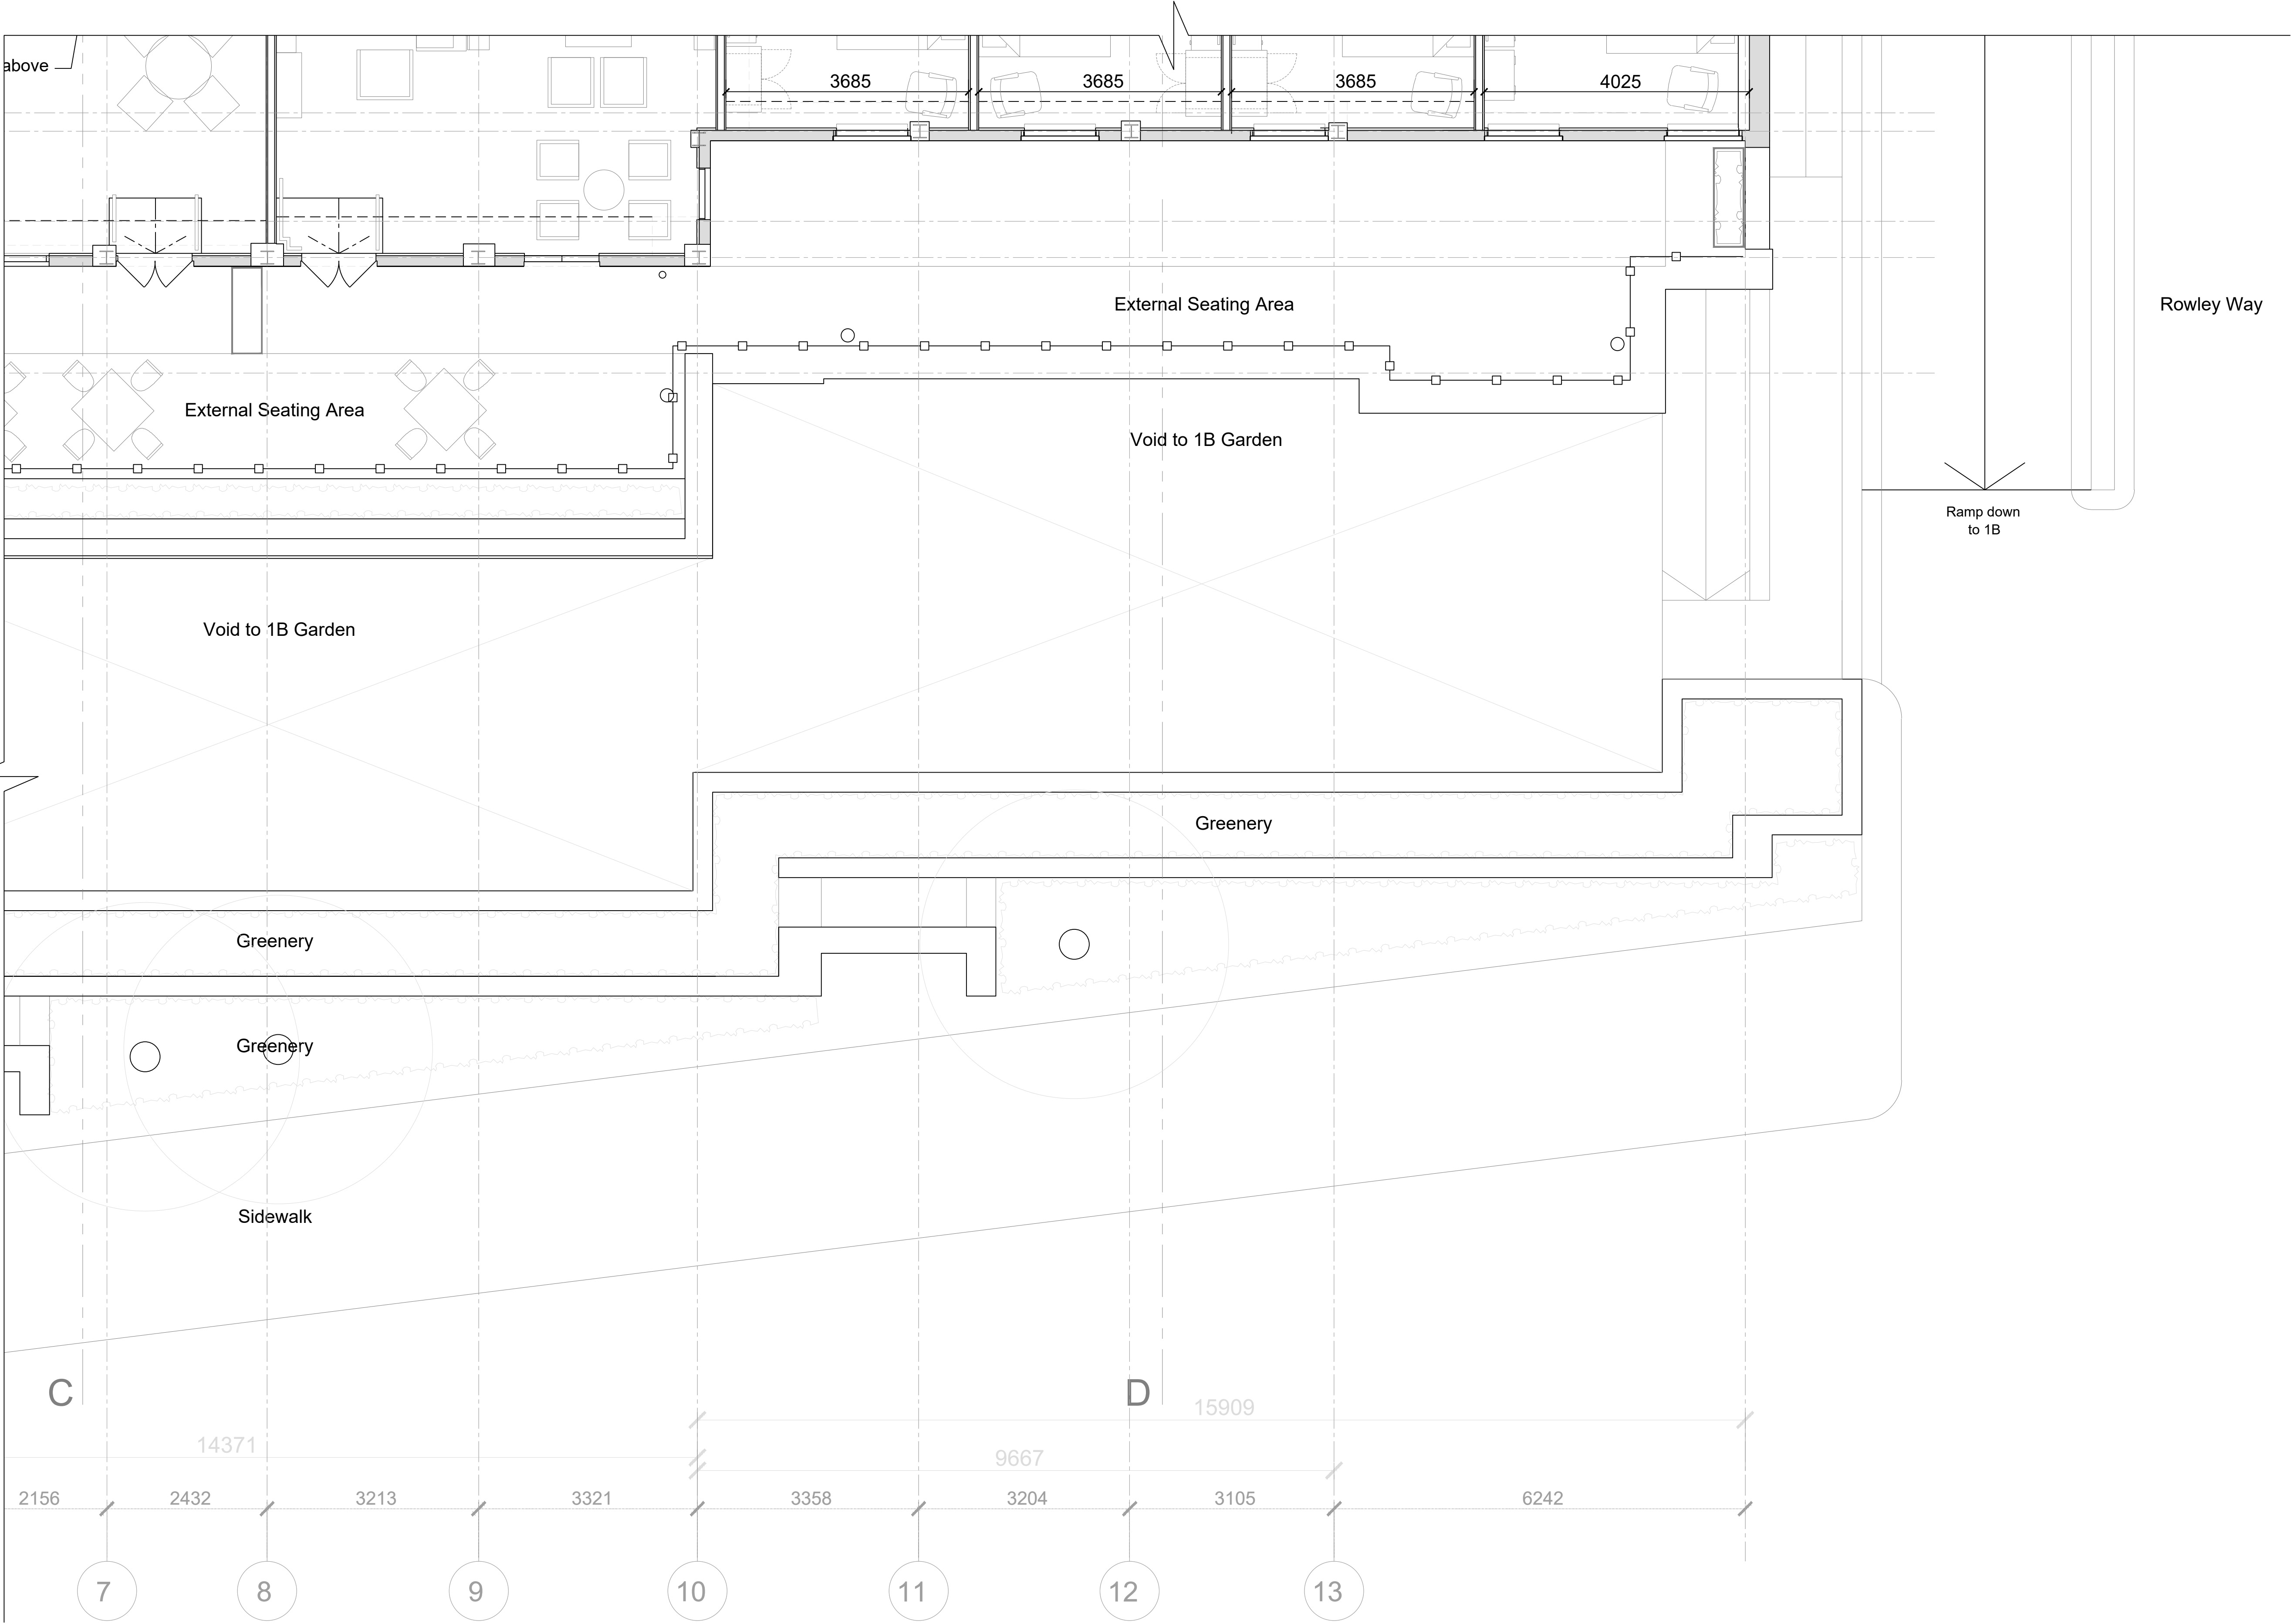 above
3685
3685
3685
4025
External Seating Area
Rowley Way
External Seating Area
Void to 1B Garden
Ramp down
to 1B
Void to 1B Garden
Greenery
Greenery
Greenery
Sidewalk
C
D
15909
14371
9667
2156
2432
3213
3321
3358
3204
3105
6242
7
8
9
10
11
12
13